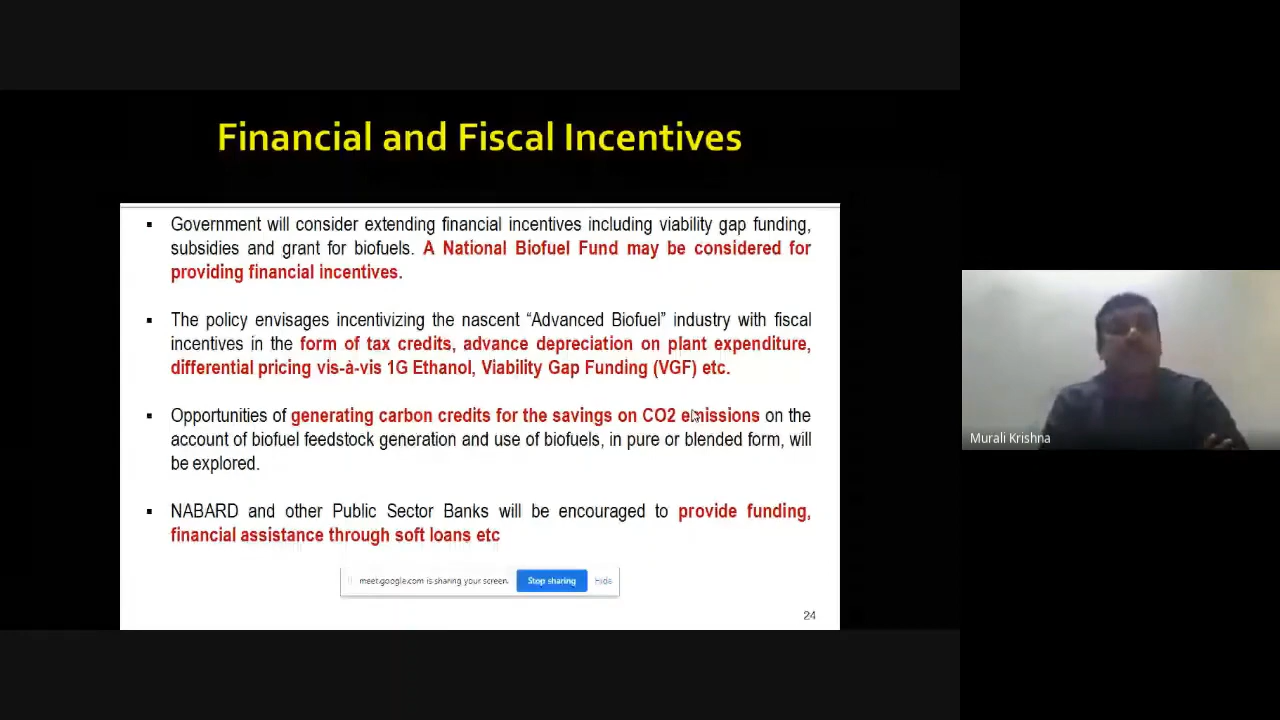 Financial and Fiscal Incentives
▪ Government will consider extending financial incentives including viability gap funding,
subsidies and grant for biofuels. A National Biofuel Fund may be considered for
providing financial incentives.
▪ The policy envisages incentivizing the nascent “Advanced Biofuel” industry with fiscal
incentives in the form of tax credits, advance depreciation on plant expenditure,
differential pricing vis-à-vis 1G Ethanol, Viability Gap Funding (VGF) etc.
▪ Opportunities of generating carbon credits for the savings on CO2 emissions on the
account of biofuel feedstock generation and use of biofuels, in pure or blended form, will
be explored.
▪ NABARD and other Public Sector Banks will be encouraged to provide funding,
financial assistance through soft loans etc
meet.google.com is sharing your screen. Stop sharing Hide
24
Murali Krishna